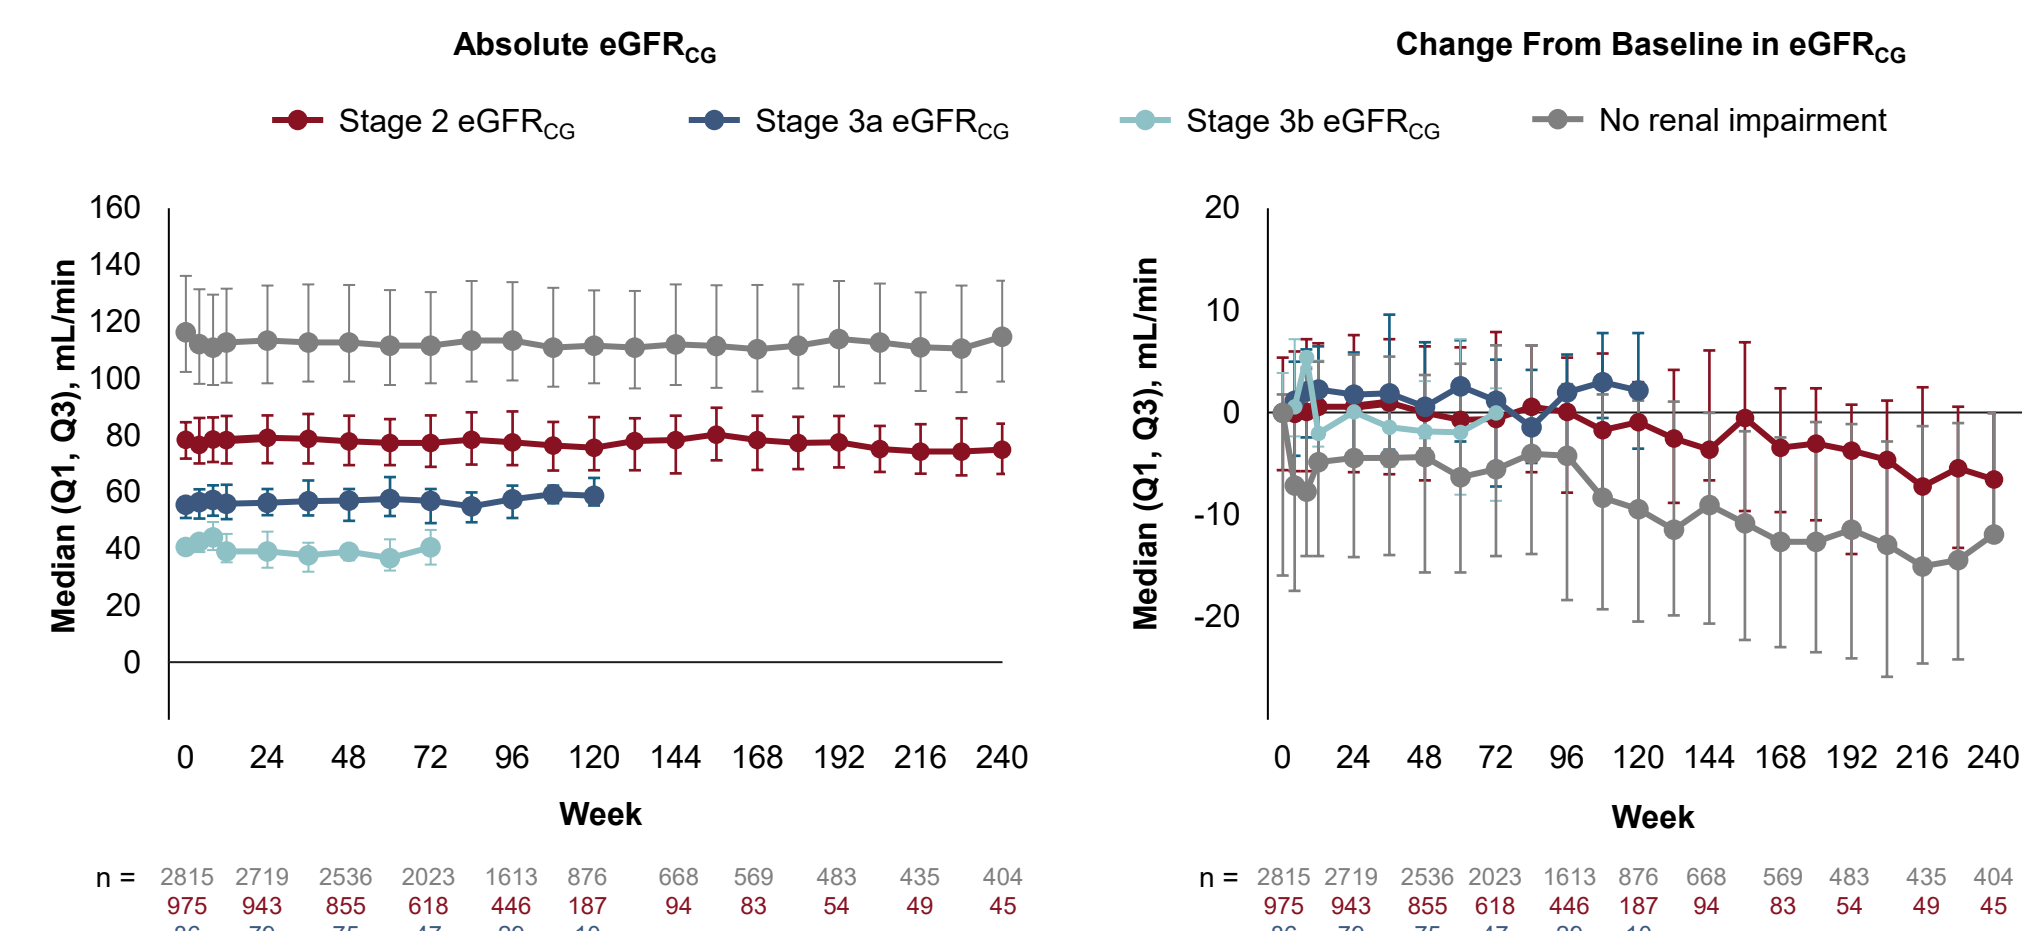 Absolute eGFRCG
Change From Baseline in eGFRCG
Stage 2 eGFRCG
Stage 3a eGFRCG
Stage 3b eGFRCG
No renal impairment
Median (Q1, Q3), mL/min
160
140
120
100
80
60
40
20
0
0 24 48 72 96 120 144 168 192 216 240
Week
n = 2815 2719 2536 2023 1613 876 668 569 483 435 404
975 943 855 618 446 187 94 83 54 49 45
Median (Q1, Q3), mL/min
20
10
0
-10
-20
0 24 48 72 96 120 144 168 192 216 240
Week
n = 2815 2719 2536 2023 1613 876 668 569 483 435 404
975 943 855 618 446 187 94 83 54 49 45